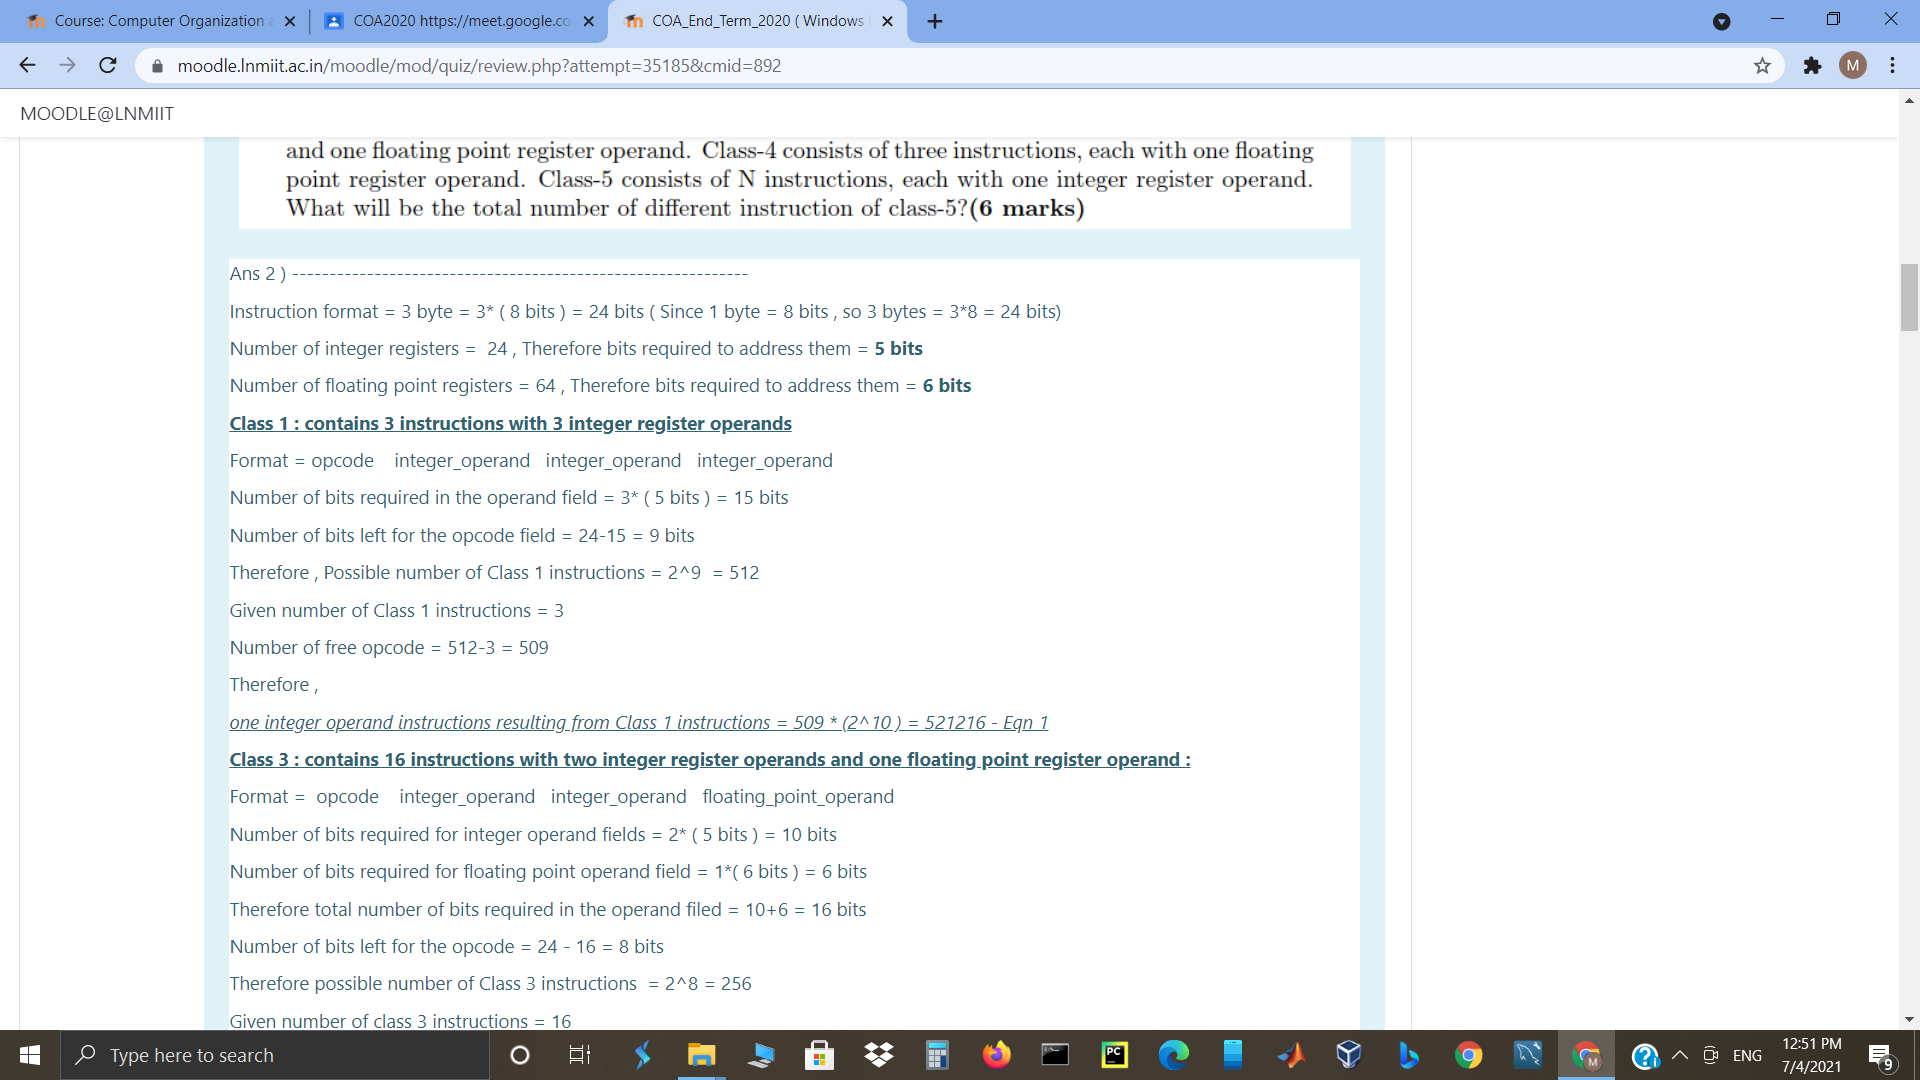 Course: Computer Organization a
COA2020 https://meet.google.co
COA_End_Term_2020 ( Windows
moodle.lnmiit.ac.in/moodle/mod/quiz/review.php?attempt=35185&cmid=892
M
MOODLE@LNMIIT
and one floating point register operand. Class-4 consists of three instructions, each with one floating
point register operand. Class-5 consists of N instructions, each with one integer register operand.
What will be the total number of different instruction of class-5?(6 marks)
Ans 2 ) -------------------------------------------------------------
Instruction format = 3 byte = 3* ( 8 bits ) = 24 bits ( Since 1 byte = 8 bits , so 3 bytes = 3*8 = 24 bits)
Number of integer registers = 24 , Therefore bits required to address them = 5 bits
Number of floating point registers = 64 , Therefore bits required to address them = 6 bits
Class 1 : contains 3 instructions with 3 integer register operands
Format = opcode integer_operand integer_operand integer_operand
Number of bits required in the operand field = 3* ( 5 bits ) = 15 bits
Number of bits left for the opcode field = 24-15 = 9 bits
Therefore , Possible number of Class 1 instructions = 2^9 = 512
Given number of Class 1 instructions = 3
Number of free opcode = 512-3 = 509
Therefore ,
one integer operand instructions resulting from Class 1 instructions = 509 * (2^10 ) = 521216 - Eqn 1
Class 3 : contains 16 instructions with two integer register operands and one floating point register operand :
Format = opcode integer_operand integer_operand floating_point_operand
Number of bits required for integer operand fields = 2* ( 5 bits ) = 10 bits
Number of bits required for floating point operand field = 1*( 6 bits ) = 6 bits
Therefore total number of bits required in the operand filed = 10+6 = 16 bits
Number of bits left for the opcode = 24 - 16 = 8 bits
Therefore possible number of Class 3 instructions = 2^8 = 256
Given number of class 3 instructions = 16
Type here to search
PC
M
ENG
12:51 PM
7/4/2021
9